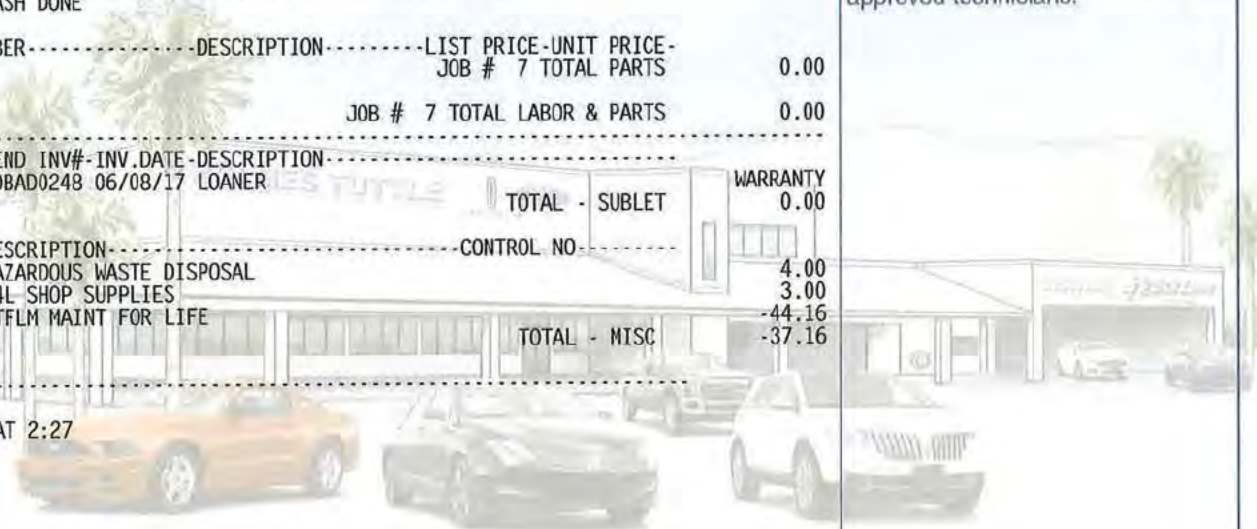 ASH DONE
approved technicians.
BER---------------DESCRIPTION---------LIST PRICE-UNIT PRICE-
JOB # 7 TOTAL PARTS 0.00
JOB # 7 TOTAL LABOR & PARTS 0.00
END INV#-INV.DATE-DESCRIPTION-----------------------------------
OBAD0248 06/08/17 LOANER WARRANTY
TUTTLE
TOTAL - SUBLET 0.00
ESCRIPTION-----------------------------------CONTROL NO---------
AZARDOUS WASTE DISPOSAL 4.00
4L SHOP SUPPLIES 3.00
TFLM MAINT FOR LIFE -44.16
TOTAL - MISC -37.16
AT 2:27